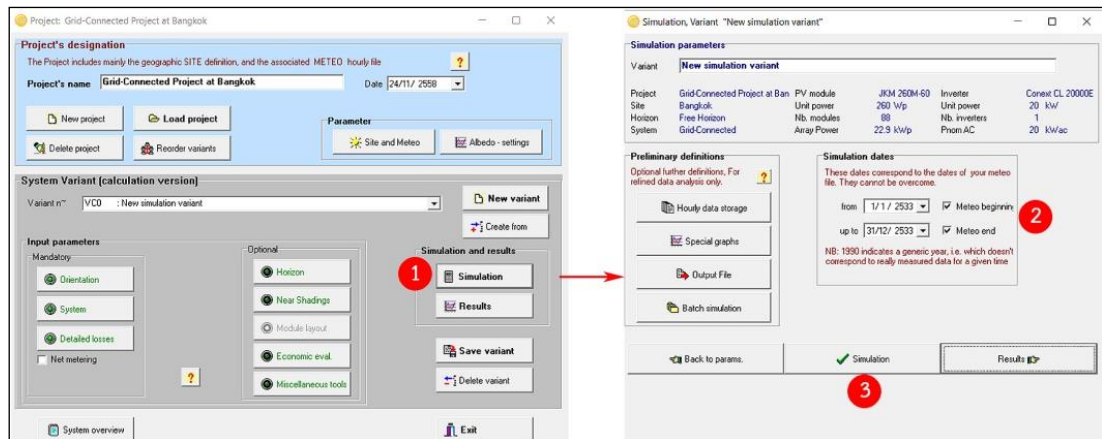 Project: Grid-Connected Project at Bangkok
Project's designation
The Project includes mainly the geographic SITE definition, and the associated METEO hourly file
?
Project's name Grid-Connected Project at Bangkok Date 24/11/ 2558
New project
Load project
Delete project
Reorder variants
Parameter
Site and Meteo
Albedo - settings
System Variant (calculation version)
Variant n° VC0 : New simulation variant
New variant
Create from
Input parameters
Mandatory
Orientation
System
Detailed losses
Net metering
?
Optional
Horizon
Near Shadings
Module layout
Economic eval.
Miscellaneous tools
Simulation and results
1
Simulation
Results
Save variant
Delete variant
System overview
Exit
Simulation, Variant "New simulation variant"
Simulation parameters
Variant New simulation variant
Project Grid-Connected Project at Ban PV module JKM 260M-60 Inverter Conext CL 20000E
Site Bangkok Unit power 260 Wp Unit power 20 kW
Horizon Free Horizon Nb. modules 88 Nb. inverters 1
System Grid-Connected Array Power 22.9 kWp Pnom AC 20 kWac
Preliminary definitions
Optional further definitions, For
refined data analysis only.
?
Hourly data storage
Special graphs
Output File
Batch simulation
Simulation dates
These dates correspond to the dates of your meteo
file. They cannot be overcome.
from 1/ 1 / 2533 Meteo beginning
2
up to 31/12/ 2533 Meteo end
NB: 1990 indicates a generic year, i.e. which doesn't
correspond to really measured data for a given time
Back to params.
Simulation
Results
3